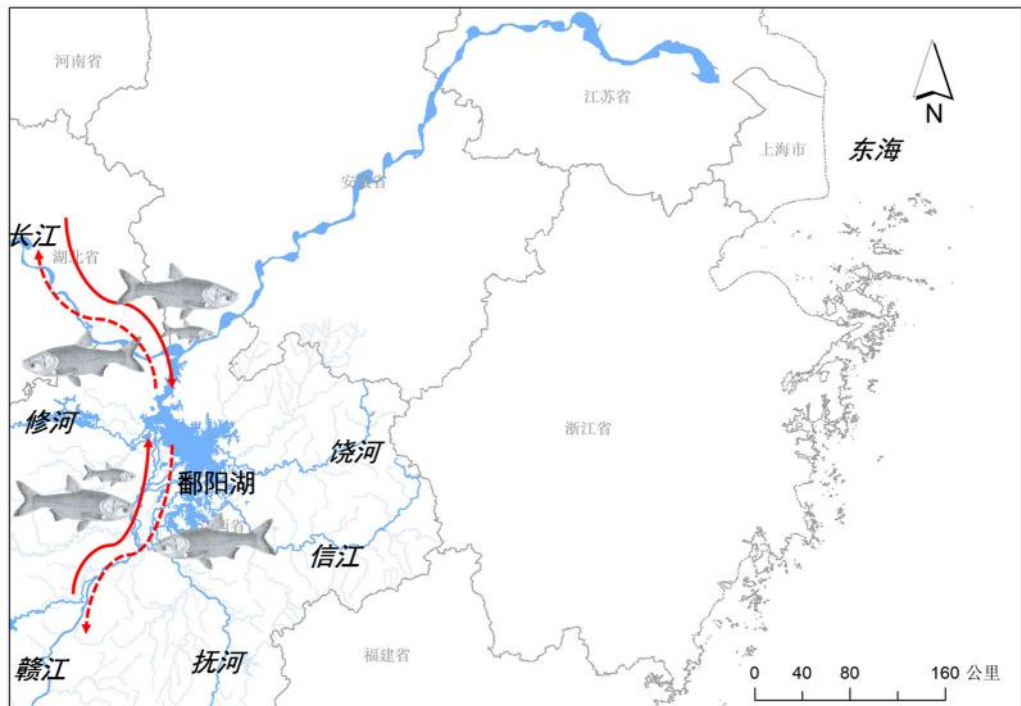 河南省
江苏省
N
上海市
东海
安徽省
长江
湖北省
修河
浙江省
饶河
鄱阳湖
信江
福建省
赣江
抚河
0 40 80 160 公里